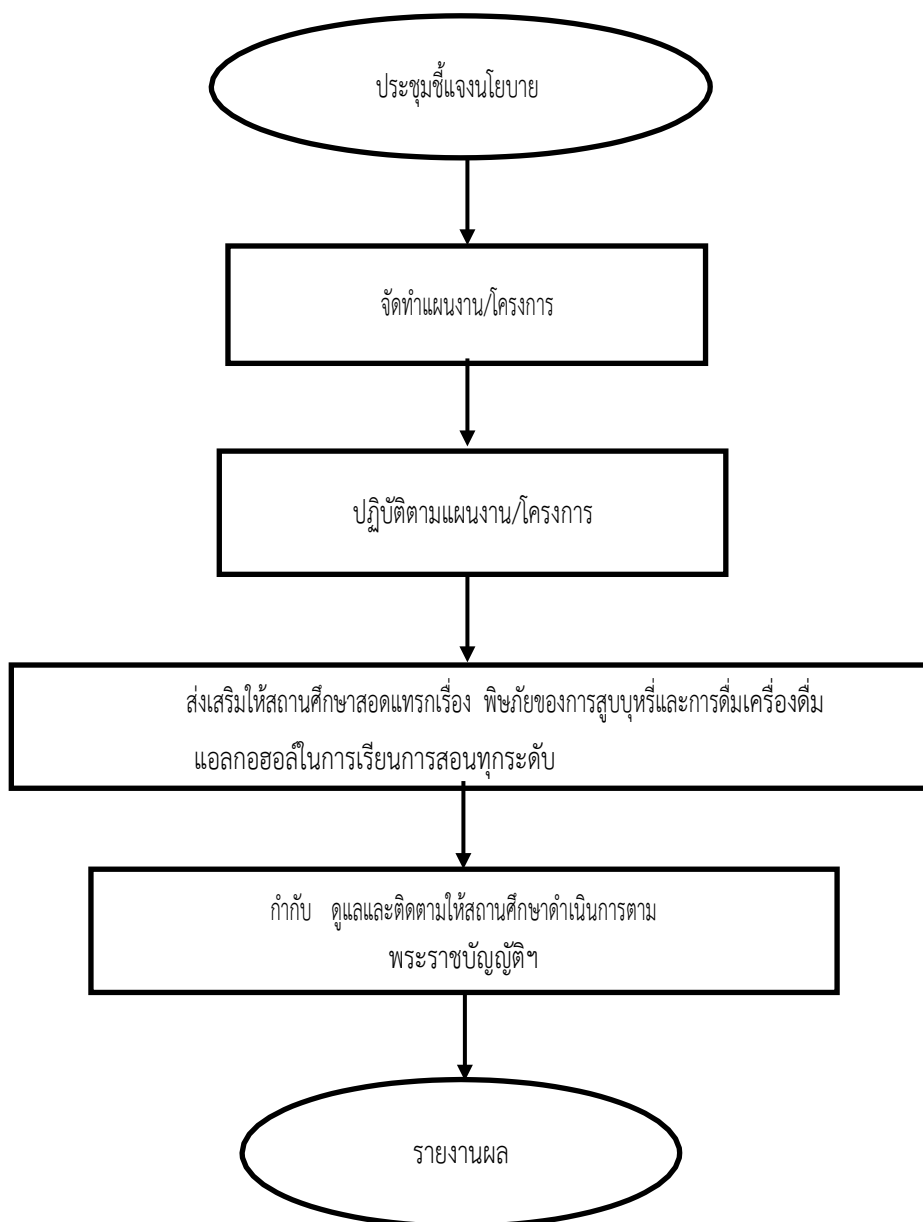 ประชุมชี้แจงนโยบาย
จัดทำแผนงาน/โครงการ
ปฏิบัติตามแผนงาน/โครงการ
ส่งเสริมให้สถานศึกษาสอดแทรกเรื่อง พิษภัยของการสูบบุหรี่และการดื่มเครื่องดื่ม
แอลกอฮอล์ในการเรียนการสอนทุกระดับ
กำกับ ดูแลและติดตามให้สถานศึกษาดำเนินการตาม
พระราชบัญญัติฯ
รายงานผล